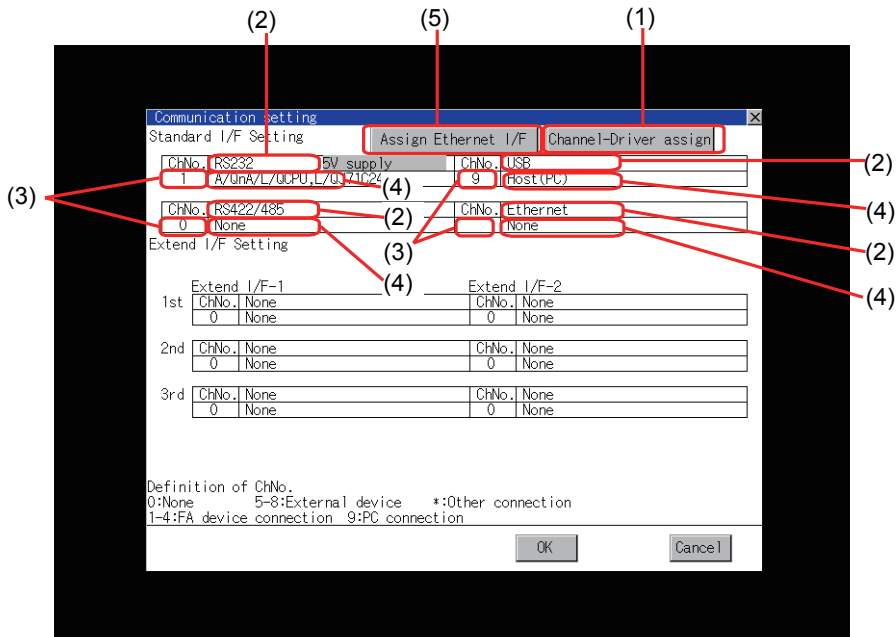 (2) (5) (1)
Communication setting
Standard I/F Setting Assign Ethernet I/F Channel-Driver assign
ChNo. RS232 5V supply ChNo. USB (2)
(3) 1 A/QnA/L/QCPU,L/QJ71C24 (4) 9 Host(PC) (4)
ChNo. RS422/485 (2) ChNo. Ethernet (2)
0 None (3) None (4)
Extend I/F Setting
(4)
Extend I/F-1 Extend I/F-2
1st ChNo. None ChNo. None
0 None 0 None
2nd ChNo. None ChNo. None
0 None 0 None
3rd ChNo. None ChNo. None
0 None 0 None
Definition of ChNo.
0:None 5-8:External device *:Other connection
1-4:FA device connection 9:PC connection
OK Cancel